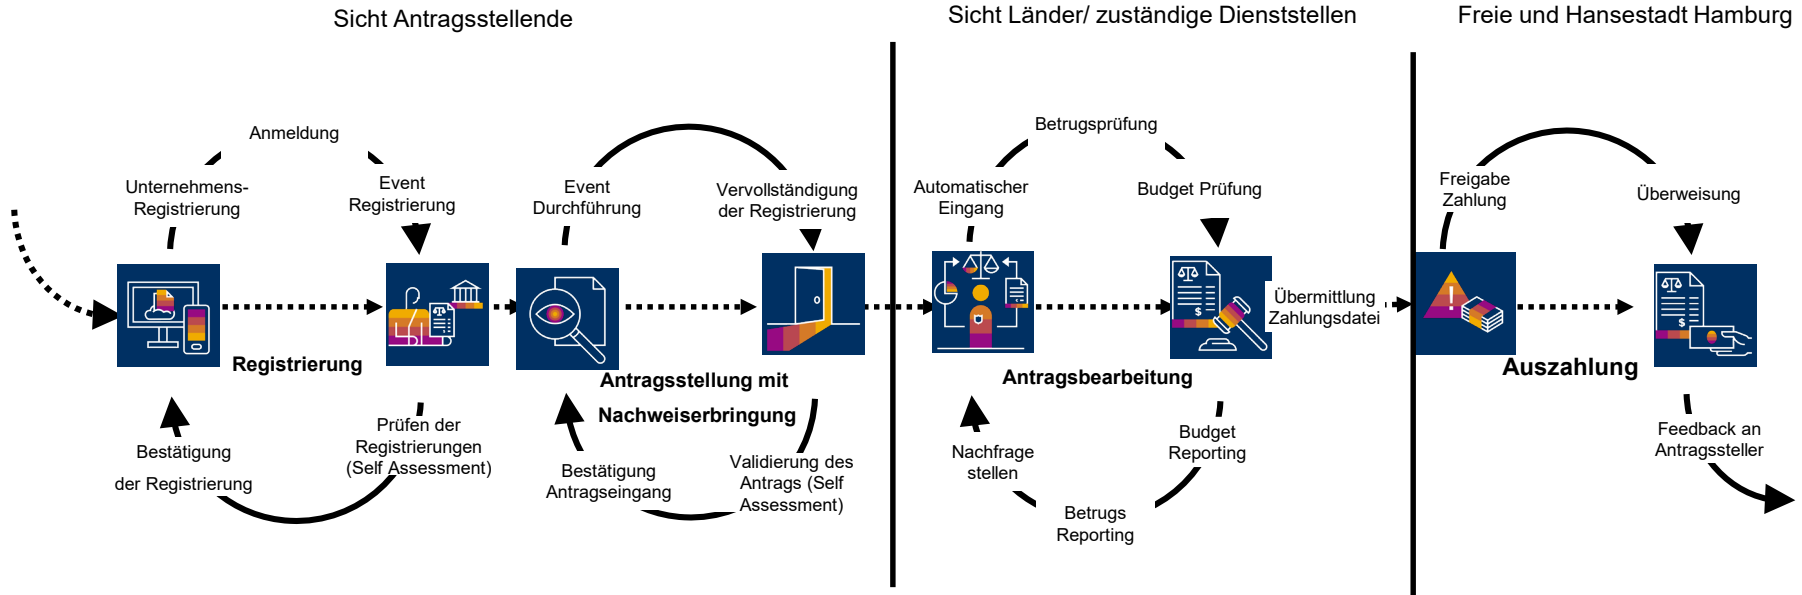 Sicht Antragsstellende
Sicht Länder/ zuständige Dienststellen
Freie und Hansestadt Hamburg
Anmeldung
Unternehmens-
Registrierung
Event
Registrierung
Registrierung
Prüfen der
Registrierungen
(Self Assessment)
Bestätigung
der Registrierung
Event
Durchführung
Vervollständigung
der Registrierung
Antragsstellung mit
Nachweiserbringung
Validierung des
Antrags (Self
Assessment)
Bestätigung
Antragseingang
Betrugsprüfung
Automatischer
Eingang
Budget Prüfung
Antragsbearbeitung
Übermittlung
Zahlungsdatei
Nachfrage
stellen
Budget
Reporting
Betrugs
Reporting
Freigabe
Zahlung
Überweisung
Auszahlung
Feedback an
Antragssteller